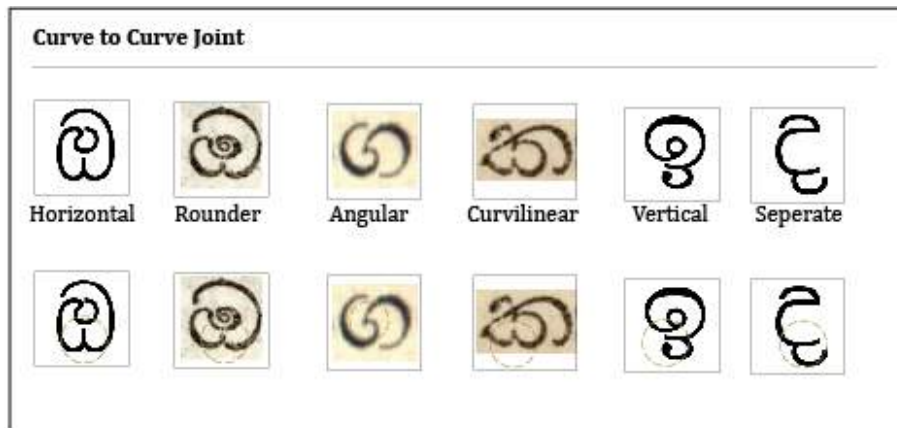 Curve to Curve Joint
Horizontal Rounder Angular Curvilinear Vertical Seperate